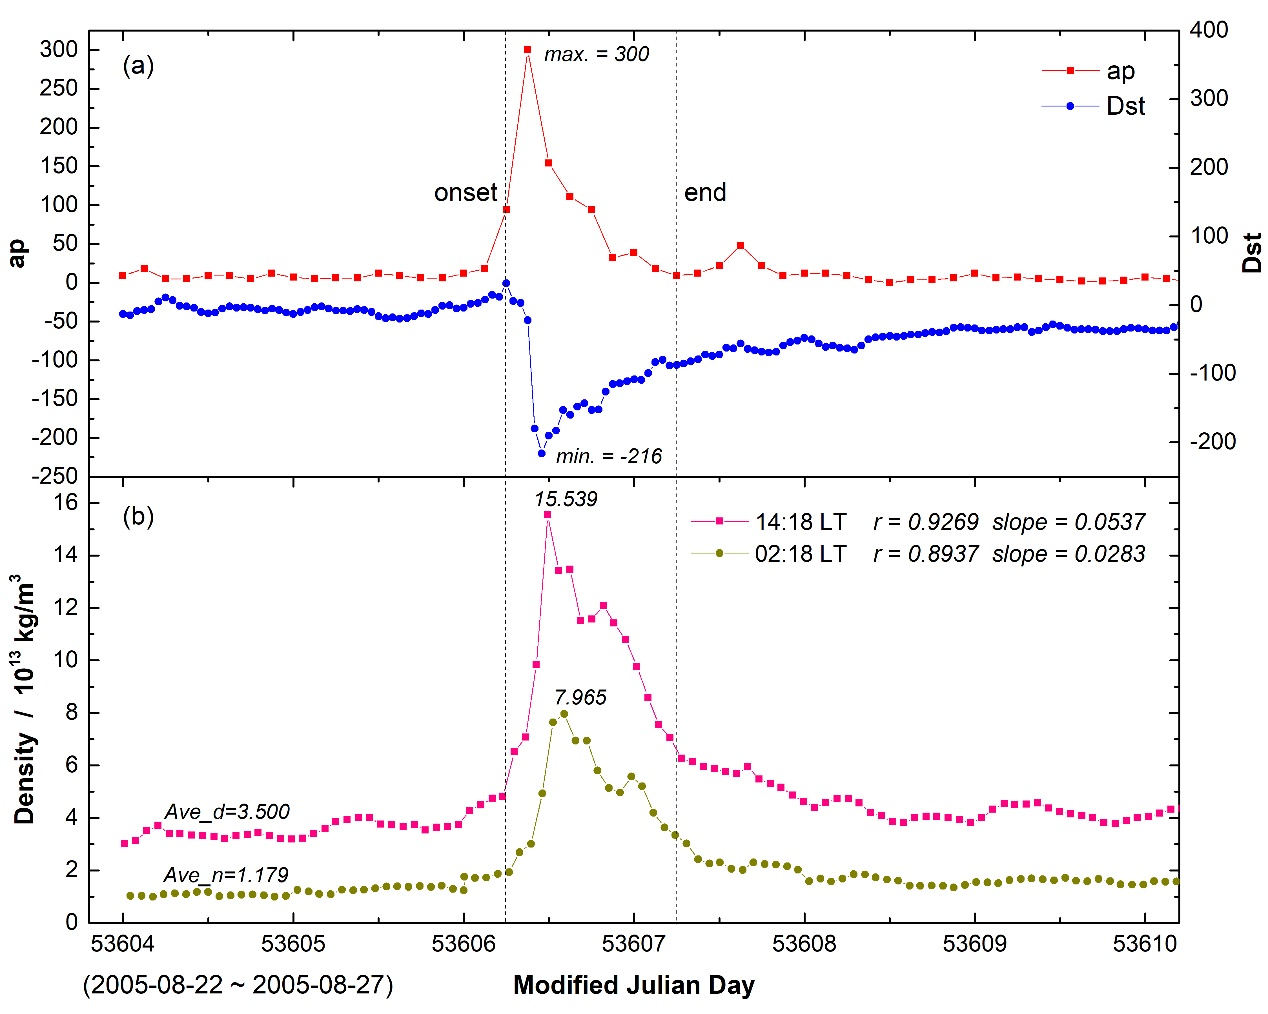 (a)
max. = 300
ap
Dst
onset
end
min. = -216
300
250
200
150
100
50
0
-50
-100
-150
-200
-250
ap
400
300
200
100
0
-100
-200
Dst
(b)
15.539
14:18 LT r = 0.9269 slope = 0.0537
02:18 LT r = 0.8937 slope = 0.0283
7.965
Ave_d=3.500
Ave_n=1.179
16
14
12
10
8
6
4
2
0
Density / 10¹³ kg/m³
53604 53605 53606 53607 53608 53609 53610
(2005-08-22 ~ 2005-08-27) Modified Julian Day